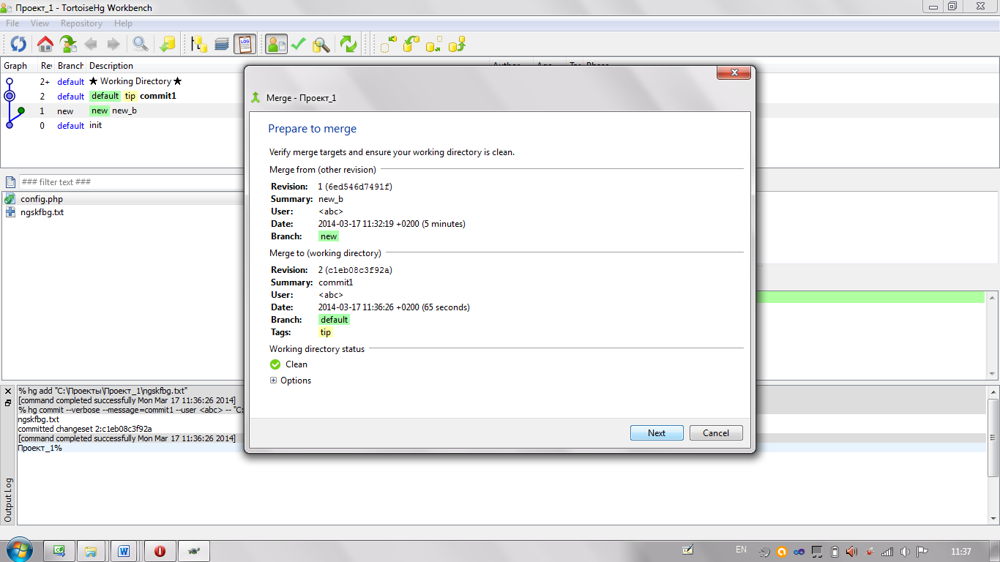 Проект_1 - TortoiseHg Workbench
File View Repository Help
LOG
Graph Rev Branch Description
2+ default ★ Working Directory ★
2 default default tip commit1
1 new new new_b
0 default init
### filter text ###
config.php
ngskfbg.txt
Merge - Проект_1
Prepare to merge
Verify merge targets and ensure your working directory is clean.
Merge from (other revision)
Revision: 1 (6ed546d7491f)
Summary: new_b
User: <abc>
Date: 2014-03-17 11:32:19 +0200 (5 minutes)
Branch: new
Merge to (working directory)
Revision: 2 (c1eb08c3f92a)
Summary: commit1
User: <abc>
Date: 2014-03-17 11:36:26 +0200 (65 seconds)
Branch: default
Tags: tip
Working directory status
Clean
Options
Next Cancel
% hg add "C:\Проекты\Проект_1\ngskfbg.txt"
[command completed successfully Mon Mar 17 11:36:26 2014]
% hg commit --verbose --message=commit1 --user <abc> -- "C:
ngskfbg.txt
committed changeset 2:c1eb08c3f92a
[command completed successfully Mon Mar 17 11:36:26 2014]
Проект_1%
Output Log
EN 11:37